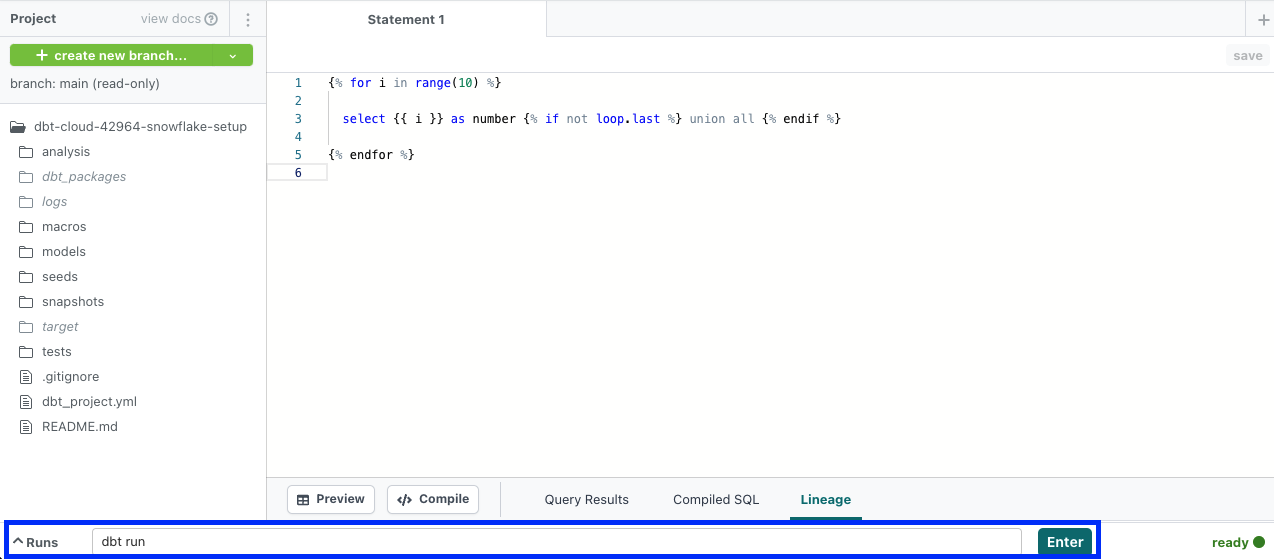 Project
view docs
create new branch...
branch: main (read-only)
dbt-cloud-42964-snowflake-setup
analysis
dbt_packages
logs
macros
models
seeds
snapshots
target
tests
.gitignore
dbt_project.yml
README.md
Statement 1
save
1 {% for i in range(10) %}
2
3 select {{ i }} as number {% if not loop.last %} union all {% endif %}
4
5 {% endfor %}
6
Preview
Compile
Query Results
Compiled SQL
Lineage
Runs
dbt run
Enter
ready